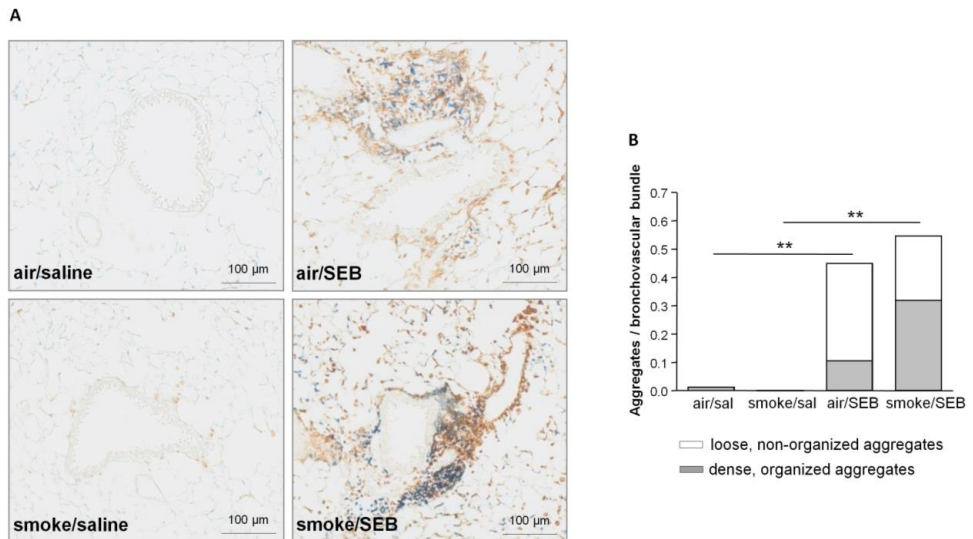 A
air/saline
100 µm
air/SEB
100 µm
smoke/saline
100 µm
smoke/SEB
100 µm
B
Aggregates / bronchovascular bundle
0.7
0.6
0.5
0.4
0.3
0.2
0.1
0.0
**
**
air/sal smoke/sal air/SEB smoke/SEB
loose, non-organized aggregates
dense, organized aggregates